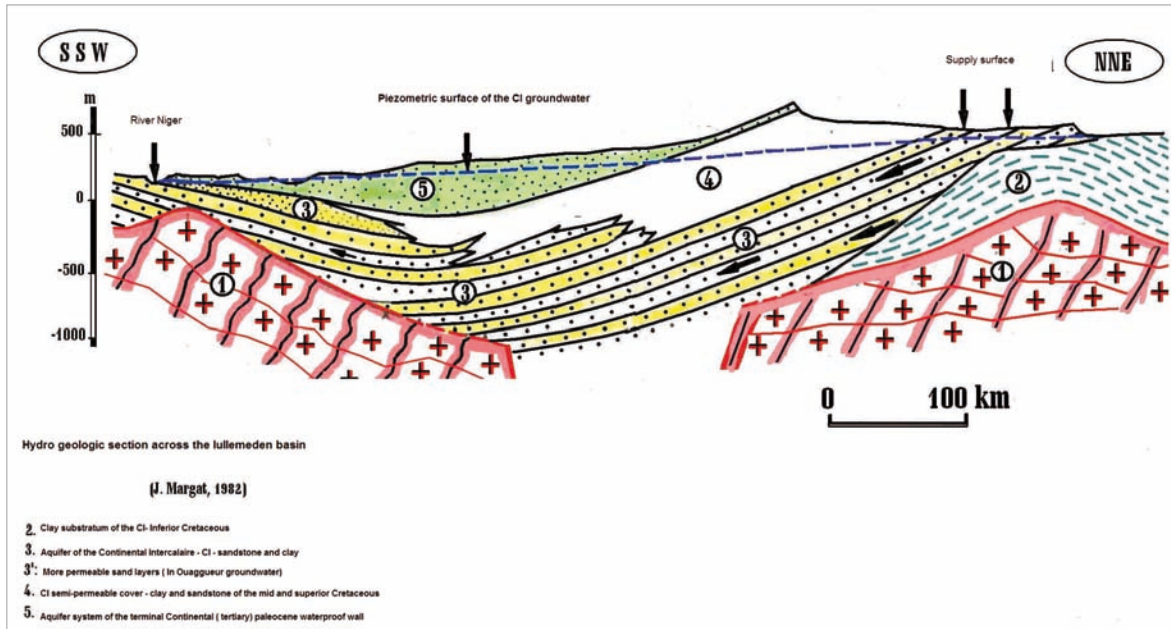 SSW
NNE
Supply surface
Piezometric surface of the CI groundwater
m
River Niger
500
0
-500
-1000
5
4
2
3
3
3
1
1
0 100 km
Hydro geologic section across the Iullemeden basin
(J. Margat, 1982)
2. Clay substratum of the CI- Inferior Cretaceous
3. Aquifer of the Continental Intercalaire - CI - sandstone and clay
3': More permeable sand layers ( In Ouaggueur groundwater)
4. CI semi-permeable cover - clay and sandstone of the mid and superior Cretaceous
5. Aquifer system of the terminal Continental ( tertiary) paleocene waterproof wall